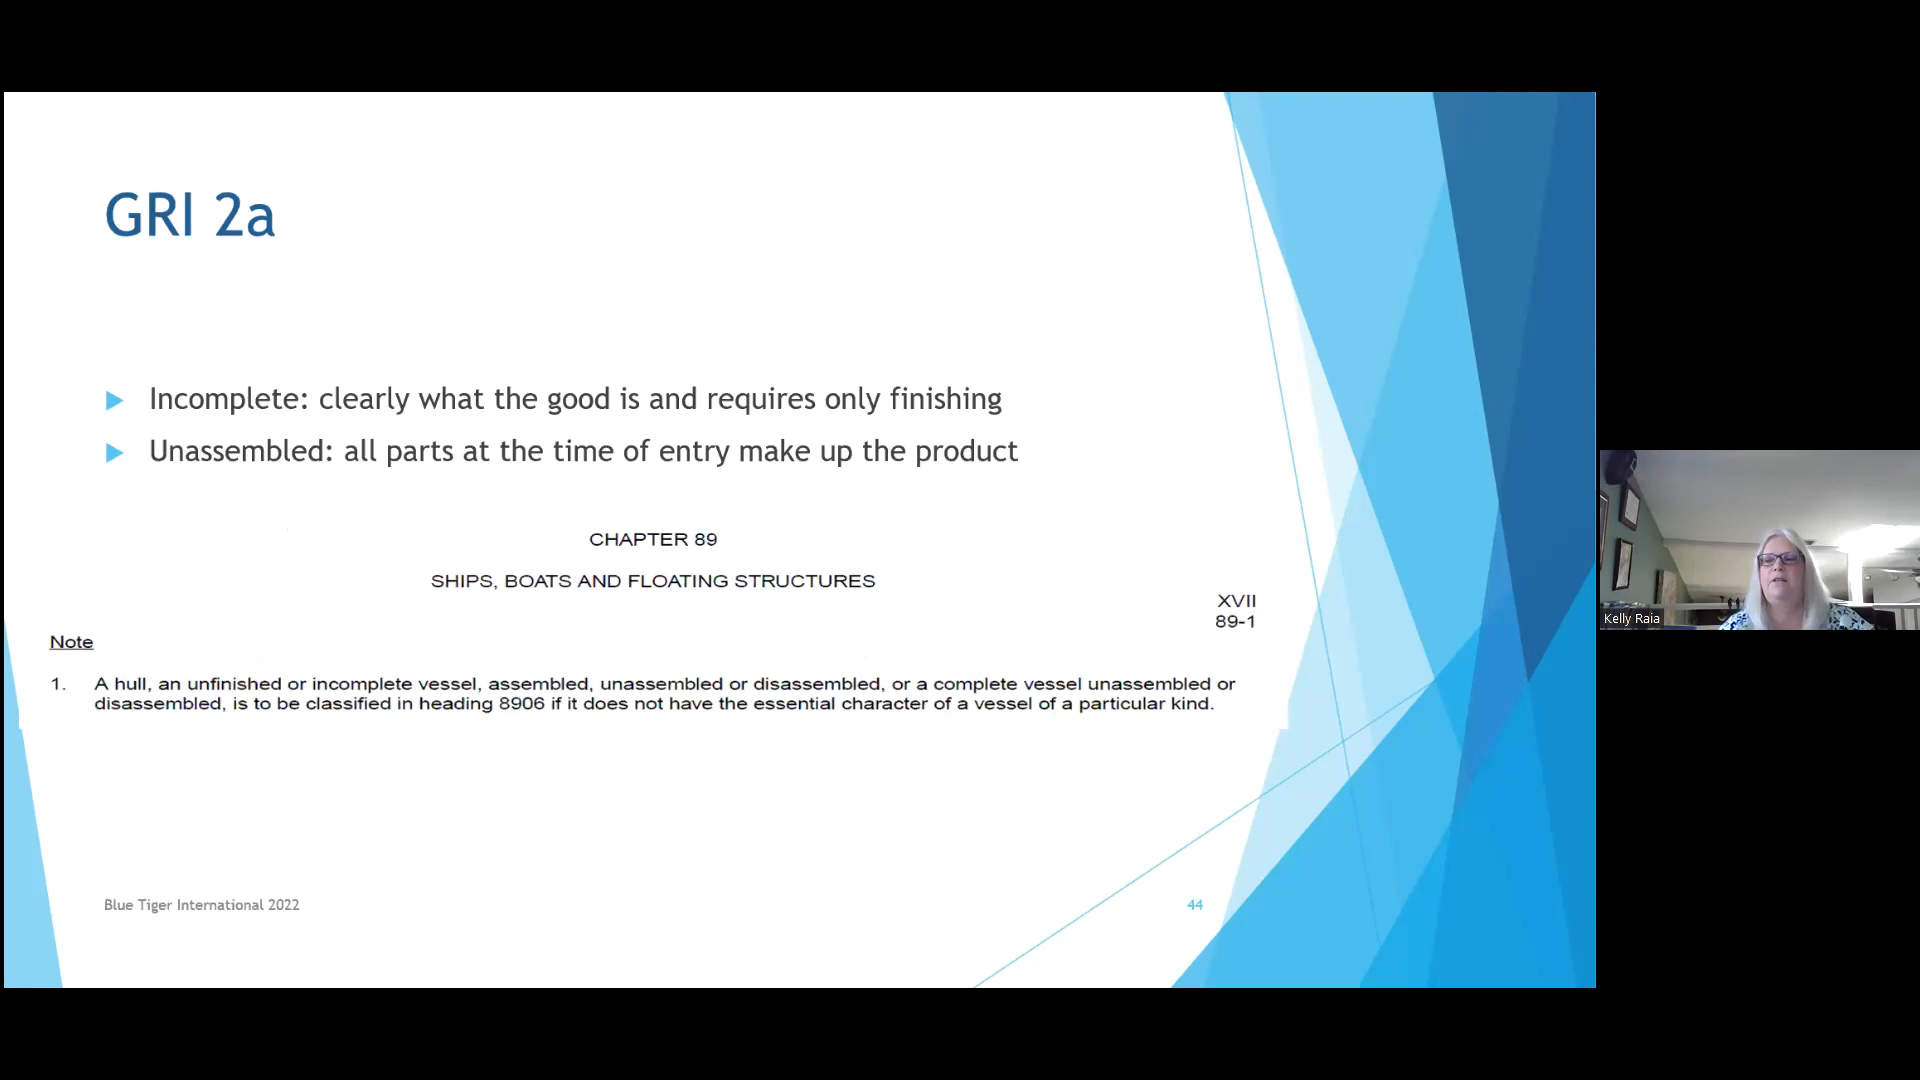 GRI 2a
Incomplete: clearly what the good is and requires only finishing
Unassembled: all parts at the time of entry make up the product
CHAPTER 89
SHIPS, BOATS AND FLOATING STRUCTURES
XVII
89-1
Note
1. A hull, an unfinished or incomplete vessel, assembled, unassembled or disassembled, or a complete vessel unassembled or
disassembled, is to be classified in heading 8906 if it does not have the essential character of a vessel of a particular kind.
Blue Tiger International 2022
44
Kelly Raia